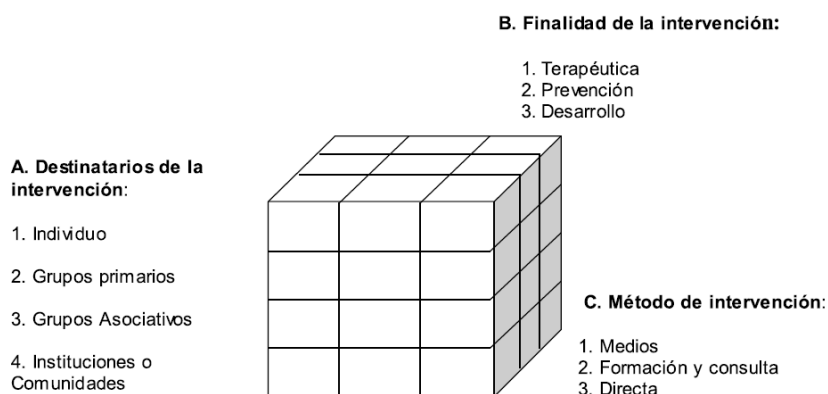 B. Finalidad de la intervención:
1. Terapéutica
2. Prevención
3. Desarrollo
A. Destinatarios de la
intervención:
1. Individuo
2. Grupos primarios
3. Grupos Asociativos
4. Instituciones o
Comunidades
C. Método de intervención:
1. Medios
2. Formación y consulta
3. Directa